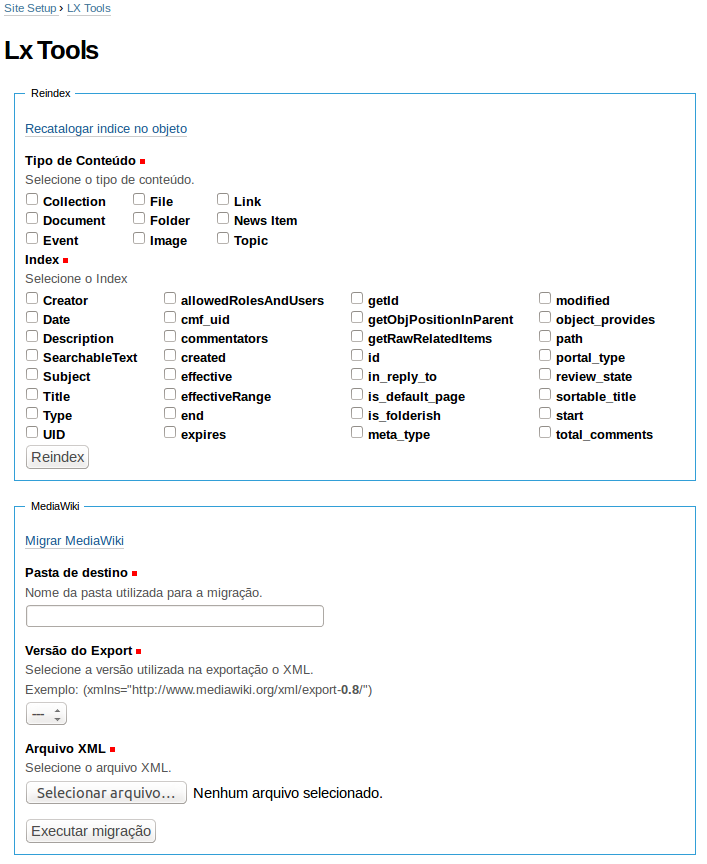 Site Setup › LX Tools
Lx Tools
Reindex
Recatalogar indice no objeto
Tipo de Conteúdo
Selecione o tipo de conteúdo.
Collection File Link
Document Folder News Item
Event Image Topic
Index
Selecione o Index
Creator allowedRolesAndUsers getId modified
Date cmf_uid getObjPositionInParent object_provides
Description commentators getRawRelatedItems path
SearchableText created id portal_type
Subject effective in_reply_to review_state
Title effectiveRange is_default_page sortable_title
Type end is_folderish start
UID expires meta_type total_comments
Reindex
MediaWiki
Migrar MediaWiki
Pasta de destino
Nome da pasta utilizada para a migração.
Versão do Export
Selecione a versão utilizada na exportação o XML.
Exemplo: (xmlns="http://www.mediawiki.org/xml/export-0.8/")
---
Arquivo XML
Selecione o arquivo XML.
Selecionar arquivo... Nenhum arquivo selecionado.
Executar migração